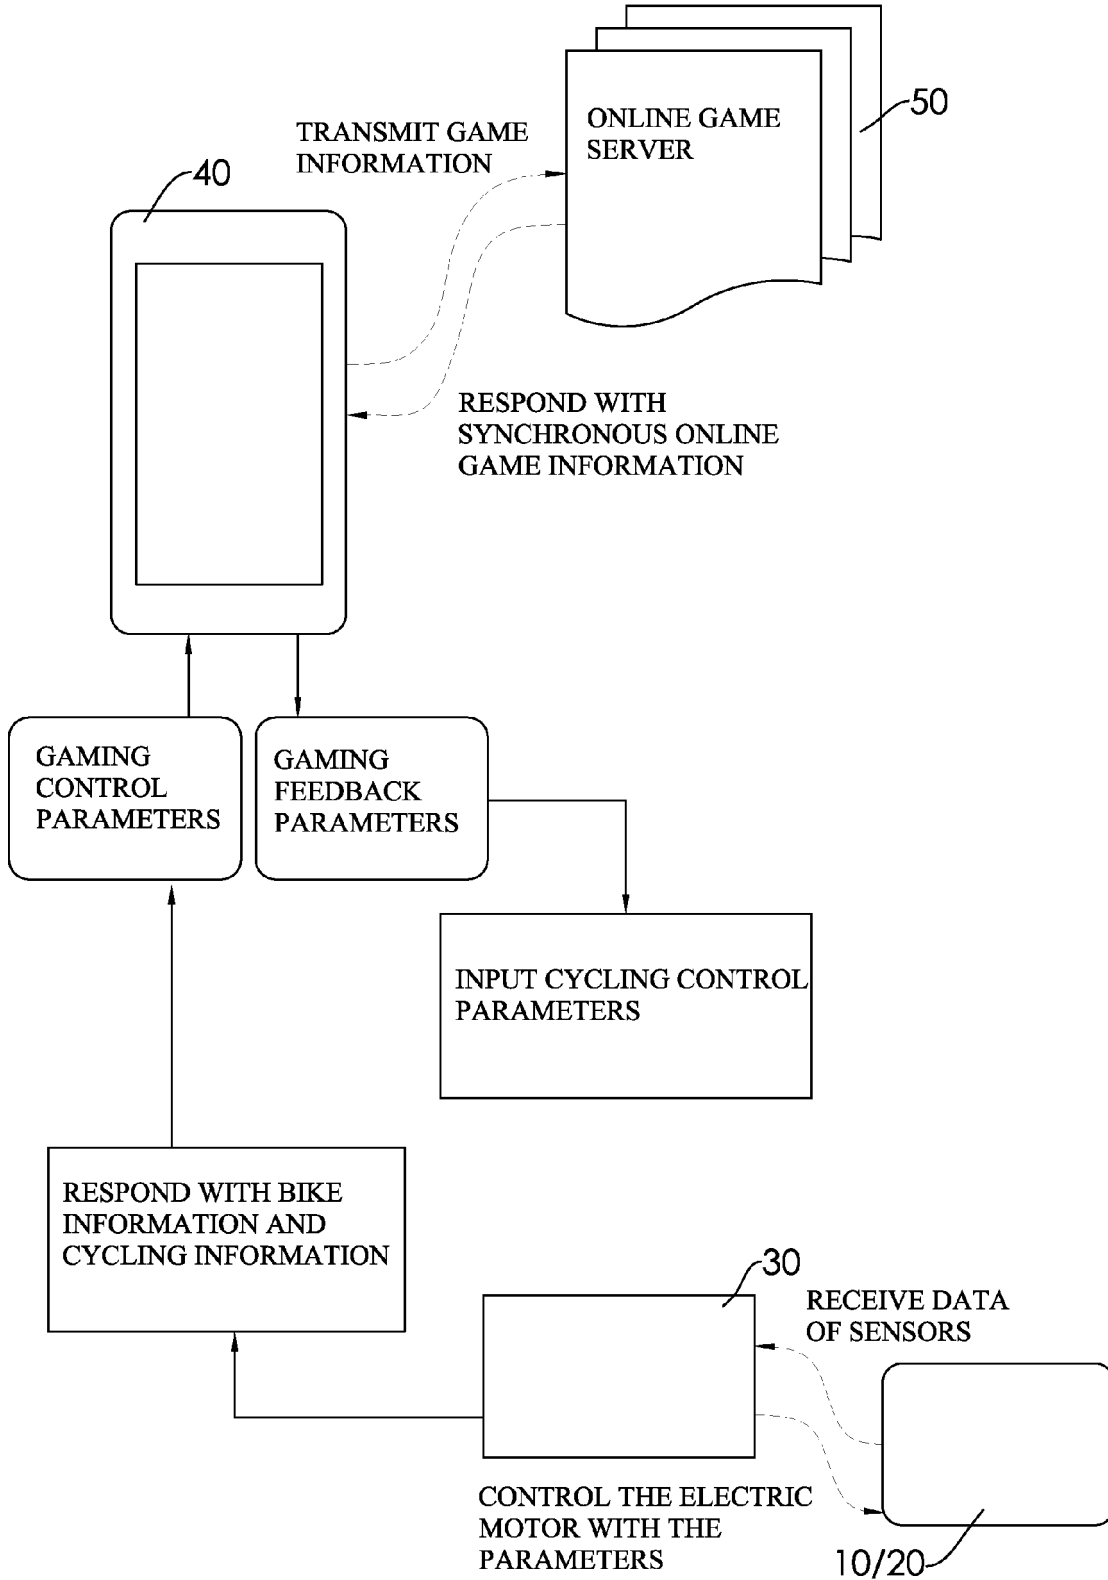 50
ONLINE GAME
SERVER
TRANSMIT GAME
INFORMATION
40
RESPOND WITH
SYNCHRONOUS ONLINE
GAME INFORMATION
GAMING
CONTROL
PARAMETERS
GAMING
FEEDBACK
PARAMETERS
INPUT CYCLING CONTROL
PARAMETERS
RESPOND WITH BIKE
INFORMATION AND
CYCLING INFORMATION
30
RECEIVE DATA
OF SENSORS
CONTROL THE ELECTRIC
MOTOR WITH THE
PARAMETERS
10/20